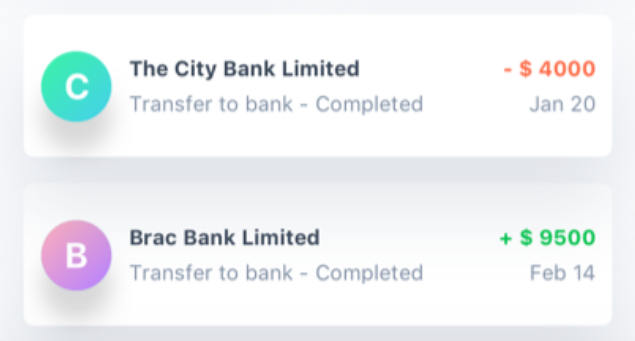 C
The City Bank Limited - $ 4000
Transfer to bank - Completed Jan 20
B
Brac Bank Limited + $ 9500
Transfer to bank - Completed Feb 14